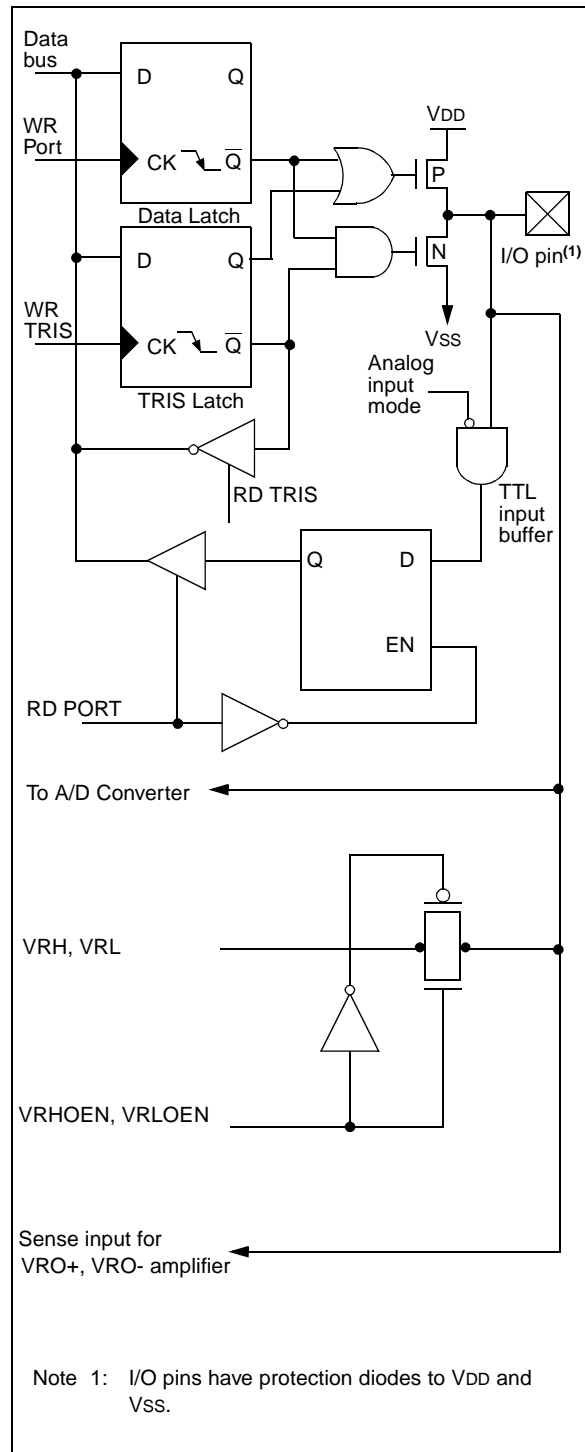 Data
bus
D Q
WR
Port
CK Q̅
Data Latch
VDD
P
N
I/O pin(1)
VSS
D Q
WR
TRIS
CK Q̅
TRIS Latch
Analog
input
mode
RD TRIS
TTL
input
buffer
Q D
EN
RD PORT
To A/D Converter
VRH, VRL
VRHOEN, VRLOEN
Sense input for
VRO+, VRO- amplifier
Note 1: I/O pins have protection diodes to VDD and
VSS.